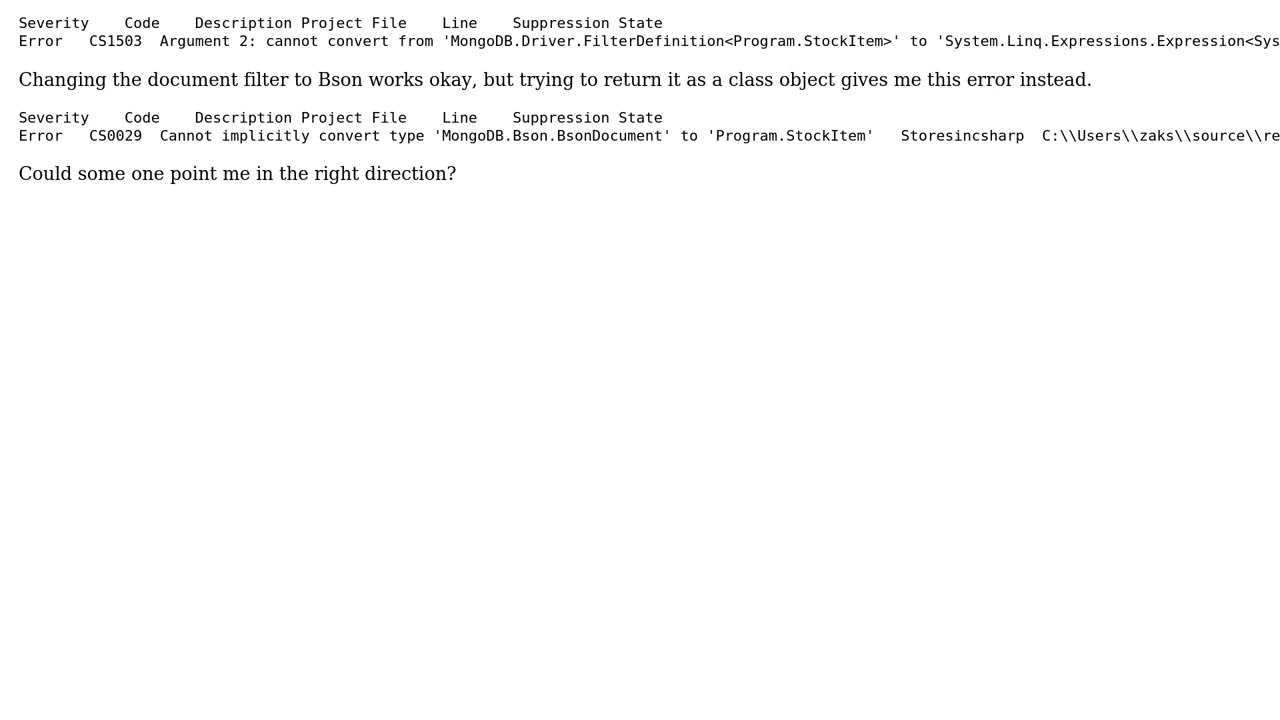 Severity    Code    Description Project File    Line    Suppression State
Error   CS1503  Argument 2: cannot convert from 'MongoDB.Driver.FilterDefinition<Program.StockItem>' to 'System.Linq.Expressions.Expression<Sys
Changing the document filter to Bson works okay, but trying to return it as a class object gives me this error instead.
Severity    Code    Description Project File    Line    Suppression State
Error   CS0029  Cannot implicitly convert type 'MongoDB.Bson.BsonDocument' to 'Program.StockItem'   Storesincsharp  C:\\Users\\zaks\\source\\re
Could some one point me in the right direction?